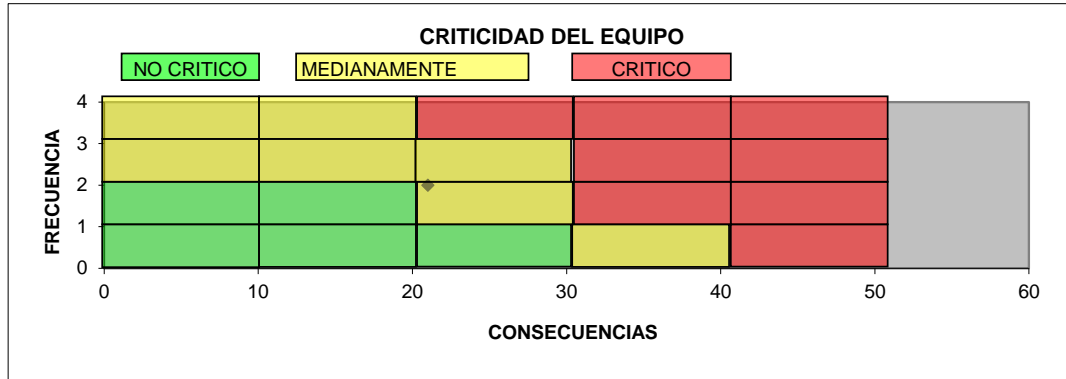 CRITICIDAD DEL EQUIPO
NO CRITICO MEDIANAMENTE CRITICO
FRECUENCIA
4
3
2
1
0
0 10 20 30 40 50 60
CONSECUENCIAS